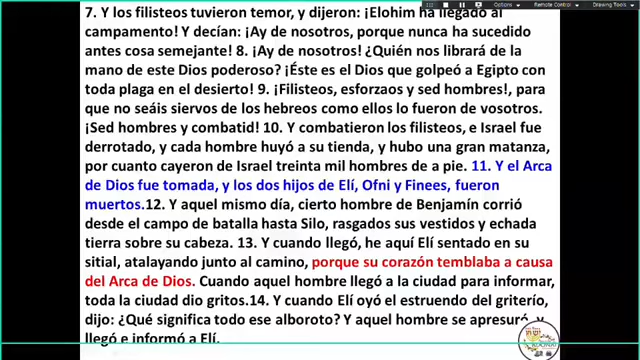 Options
Remote Control
Drawing Tools
7. Y los filisteos tuvieron temor, y dijeron: ¡Elohim ha llegado al
campamento! Y decían: ¡Ay de nosotros, porque nunca ha sucedido
antes cosa semejante! 8. ¡Ay de nosotros! ¿Quién nos librará de la
mano de este Dios poderoso? ¡Éste es el Dios que golpeó a Egipto con
toda plaga en el desierto! 9. ¡Filisteos, esforzaos y sed hombres!, para
que no seáis siervos de los hebreos como ellos lo fueron de vosotros.
¡Sed hombres y combatid! 10. Y combatieron los filisteos, e Israel fue
derrotado, y cada hombre huyó a su tienda, y hubo una gran matanza,
por cuanto cayeron de Israel treinta mil hombres de a pie. 11. Y el Arca
de Dios fue tomada, y los dos hijos de Elí, Ofni y Finees, fueron
muertos.12. Y aquel mismo día, cierto hombre de Benjamín corrió
desde el campo de batalla hasta Silo, rasgados sus vestidos y echada
tierra sobre su cabeza. 13. Y cuando llegó, he aquí Elí sentado en su
sitial, atalayando junto al camino, porque su corazón temblaba a causa
del Arca de Dios. Cuando aquel hombre llegó a la ciudad para informar,
toda la ciudad dio gritos.14. Y cuando Elí oyó el estruendo del griterío,
dijo: ¿Qué significa todo ese alboroto? Y aquel hombre se apresuró, y
llegó e informó a Elí.